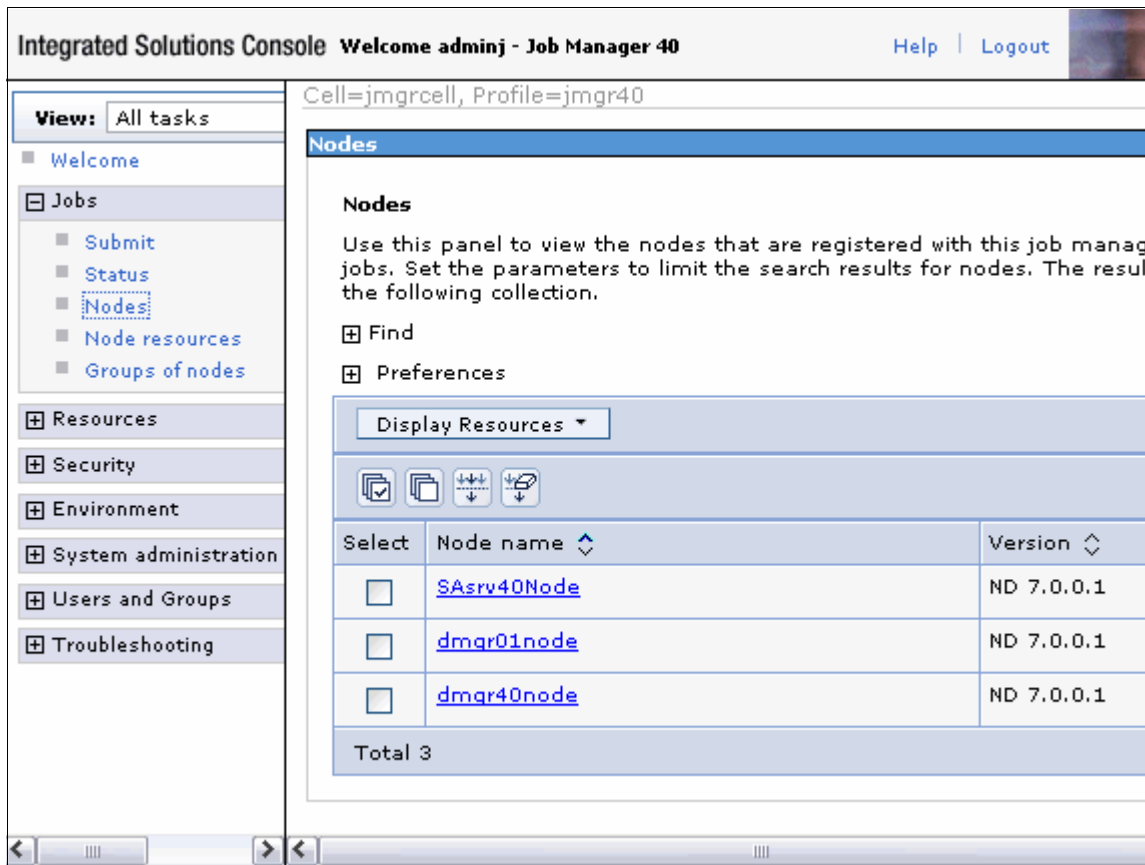 Integrated Solutions Console Welcome adminj - Job Manager 40 Help Logout
View: All tasks
Welcome
Jobs
Submit
Status
Nodes
Node resources
Groups of nodes
Resources
Security
Environment
System administration
Users and Groups
Troubleshooting
Cell=jmgrcell, Profile=jmgr40
Nodes
Nodes
Use this panel to view the nodes that are registered with this job manag
jobs. Set the parameters to limit the search results for nodes. The resul
the following collection.
Find
Preferences
Display Resources
Select Node name Version
SAsrv40Node ND 7.0.0.1
dmgr01node ND 7.0.0.1
dmgr40node ND 7.0.0.1
Total 3